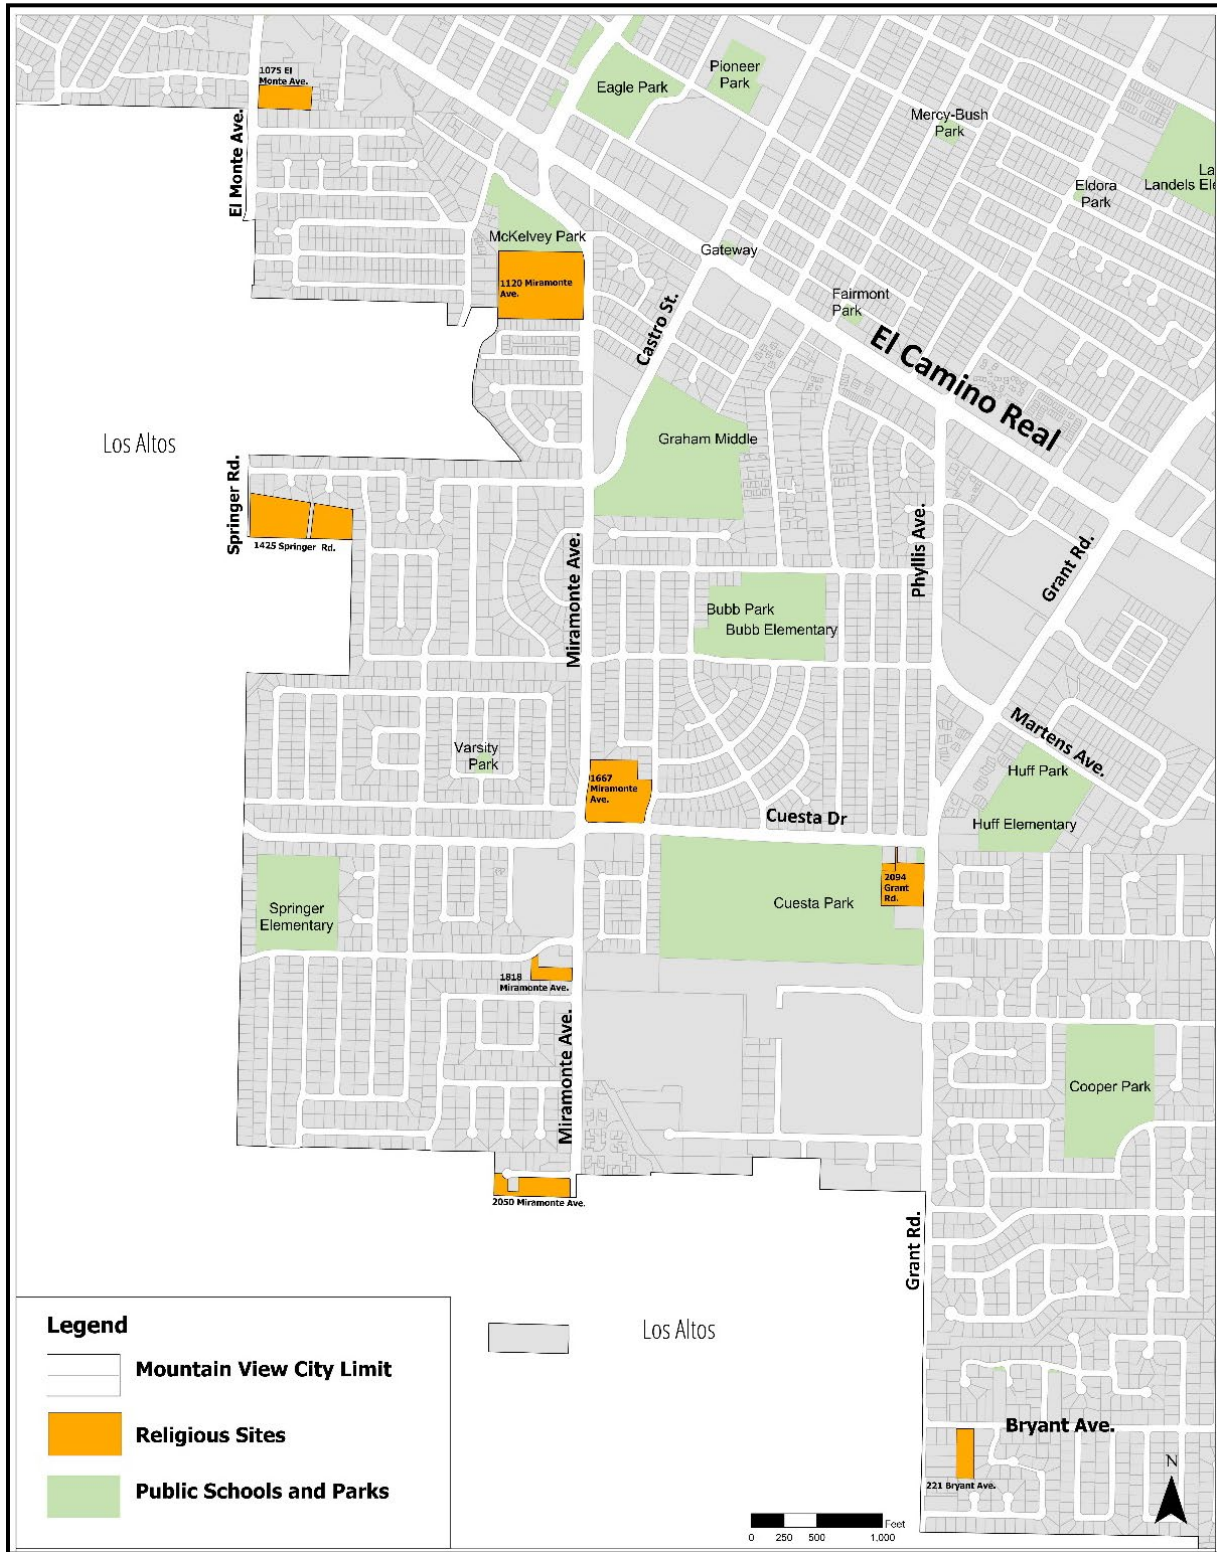 Pioneer
Park
1075 El
Monte Ave.
Eagle Park
Mercy-Bush
Park
El Monte Ave.
La
Landels Ele
Eldora
Park
McKelvey Park
Gateway
1120 Miramonte
Ave.
Fairmont
Park
Castro St.
El Camino Real
Los Altos
Graham Middle
Springer Rd.
1425 Springer Rd.
Miramonte Ave.
Phyllis Ave.
Grant Rd.
Bubb Park
Bubb Elementary
Martens Ave.
Varsity
Park
Huff Park
1667
Miramonte
Ave.
Cuesta Dr
Huff Elementary
2094
Grant
Rd.
Springer
Elementary
Cuesta Park
1818
Miramonte Ave.
Miramonte Ave.
Cooper Park
2050 Miramonte Ave.
Grant Rd.
Los Altos
Legend
Mountain View City Limit
Religious Sites
Public Schools and Parks
Bryant Ave.
221 Bryant Ave.
N
Feet
0 250 500 1,000